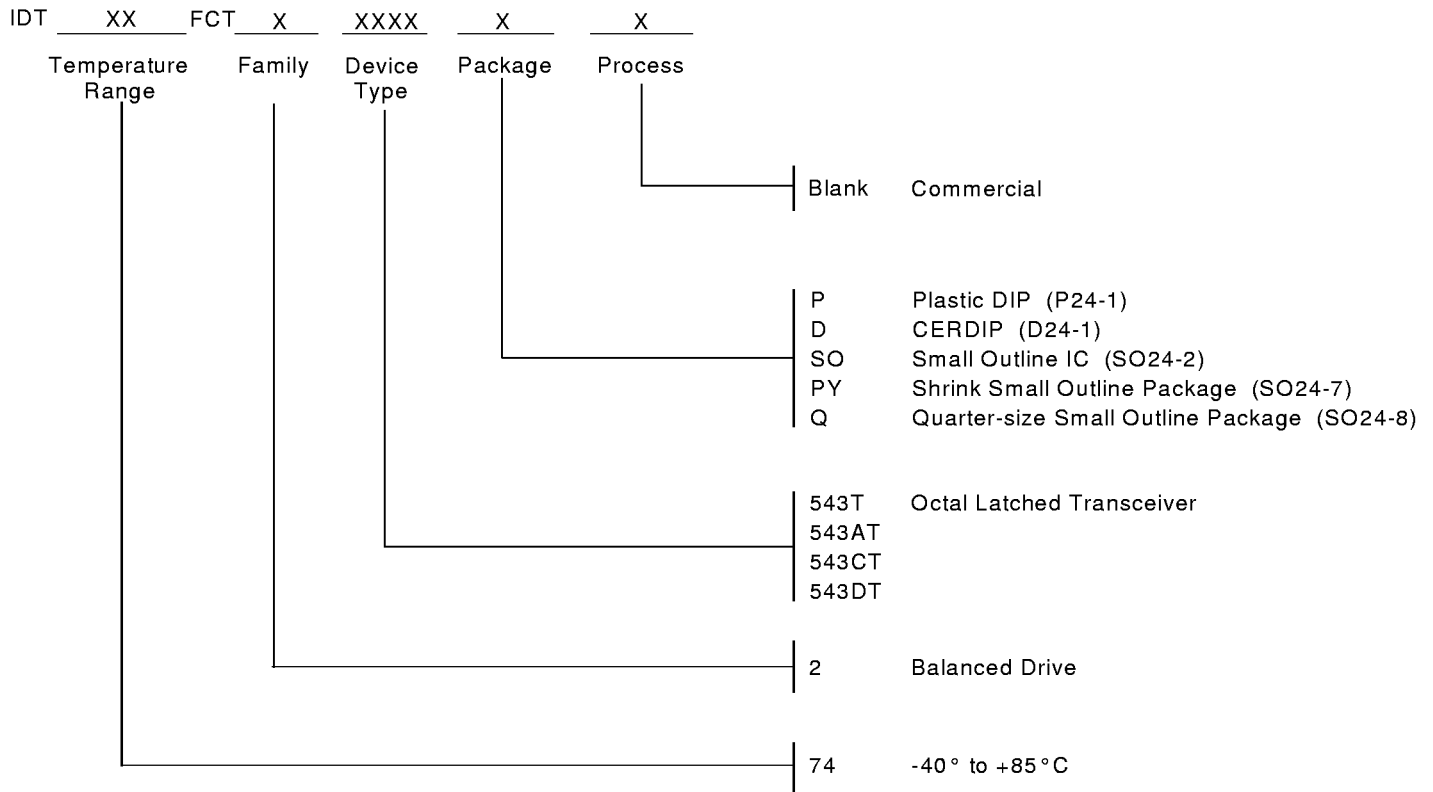 IDT XX FCT X XXXX X X
Temperature Range Family Device Type Package Process
Blank Commercial
P Plastic DIP (P24-1)
D CERDIP (D24-1)
SO Small Outline IC (SO24-2)
PY Shrink Small Outline Package (SO24-7)
Q Quarter-size Small Outline Package (SO24-8)
543T Octal Latched Transceiver
543AT
543CT
543DT
2 Balanced Drive
74 -40° to +85°C